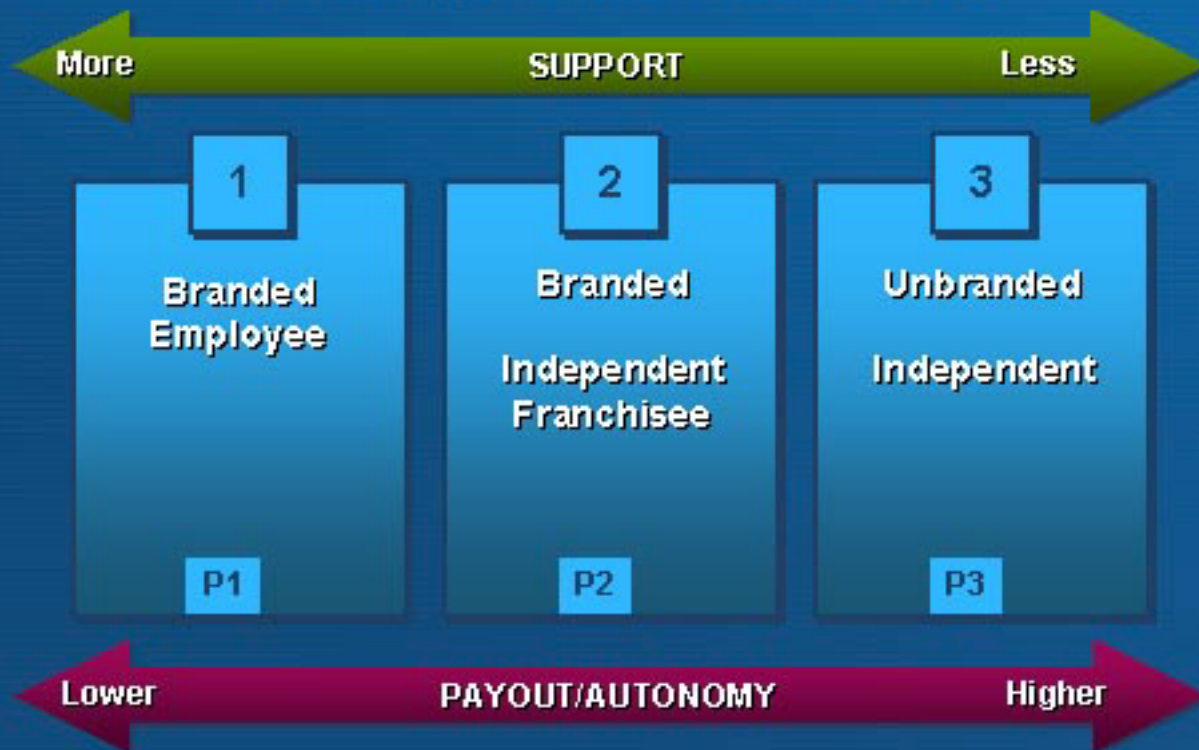 More SUPPORT Less
1
Branded
Employee
P1
2
Branded
Independent
Franchisee
P2
3
Unbranded
Independent
P3
Lower PAYOUT/AUTONOMY Higher